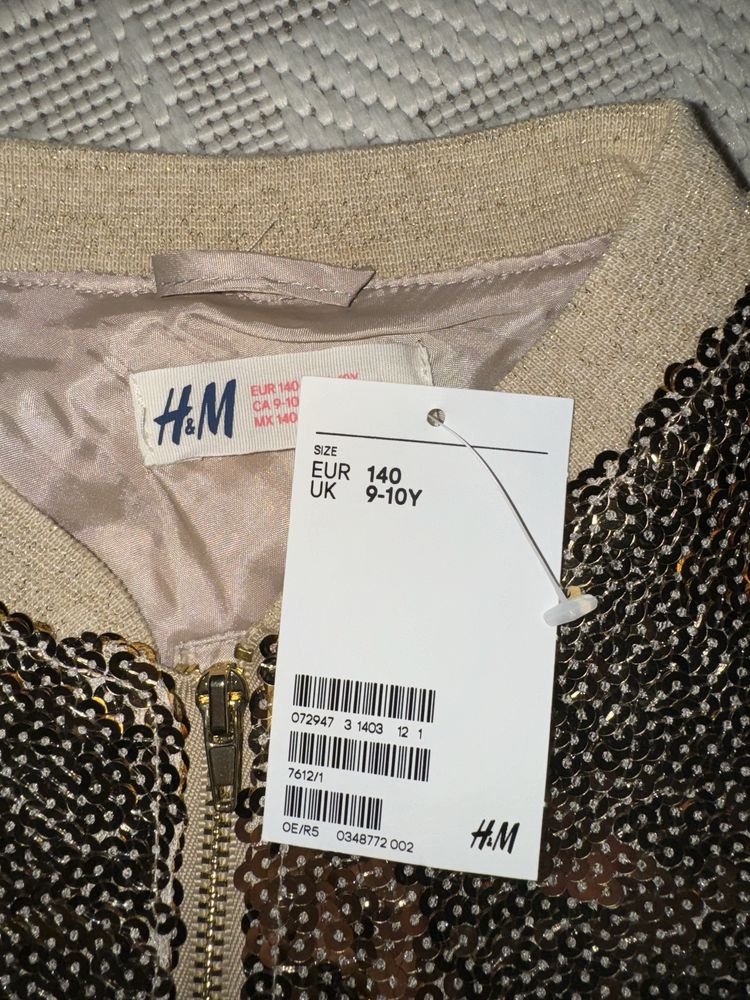 H&M
EUR 140
CA 9-10
MX 140
SIZE
EUR 140
UK 9-10Y
072947 3 1403 12 1
7612/1
OE/R5 0348772 002
H&M